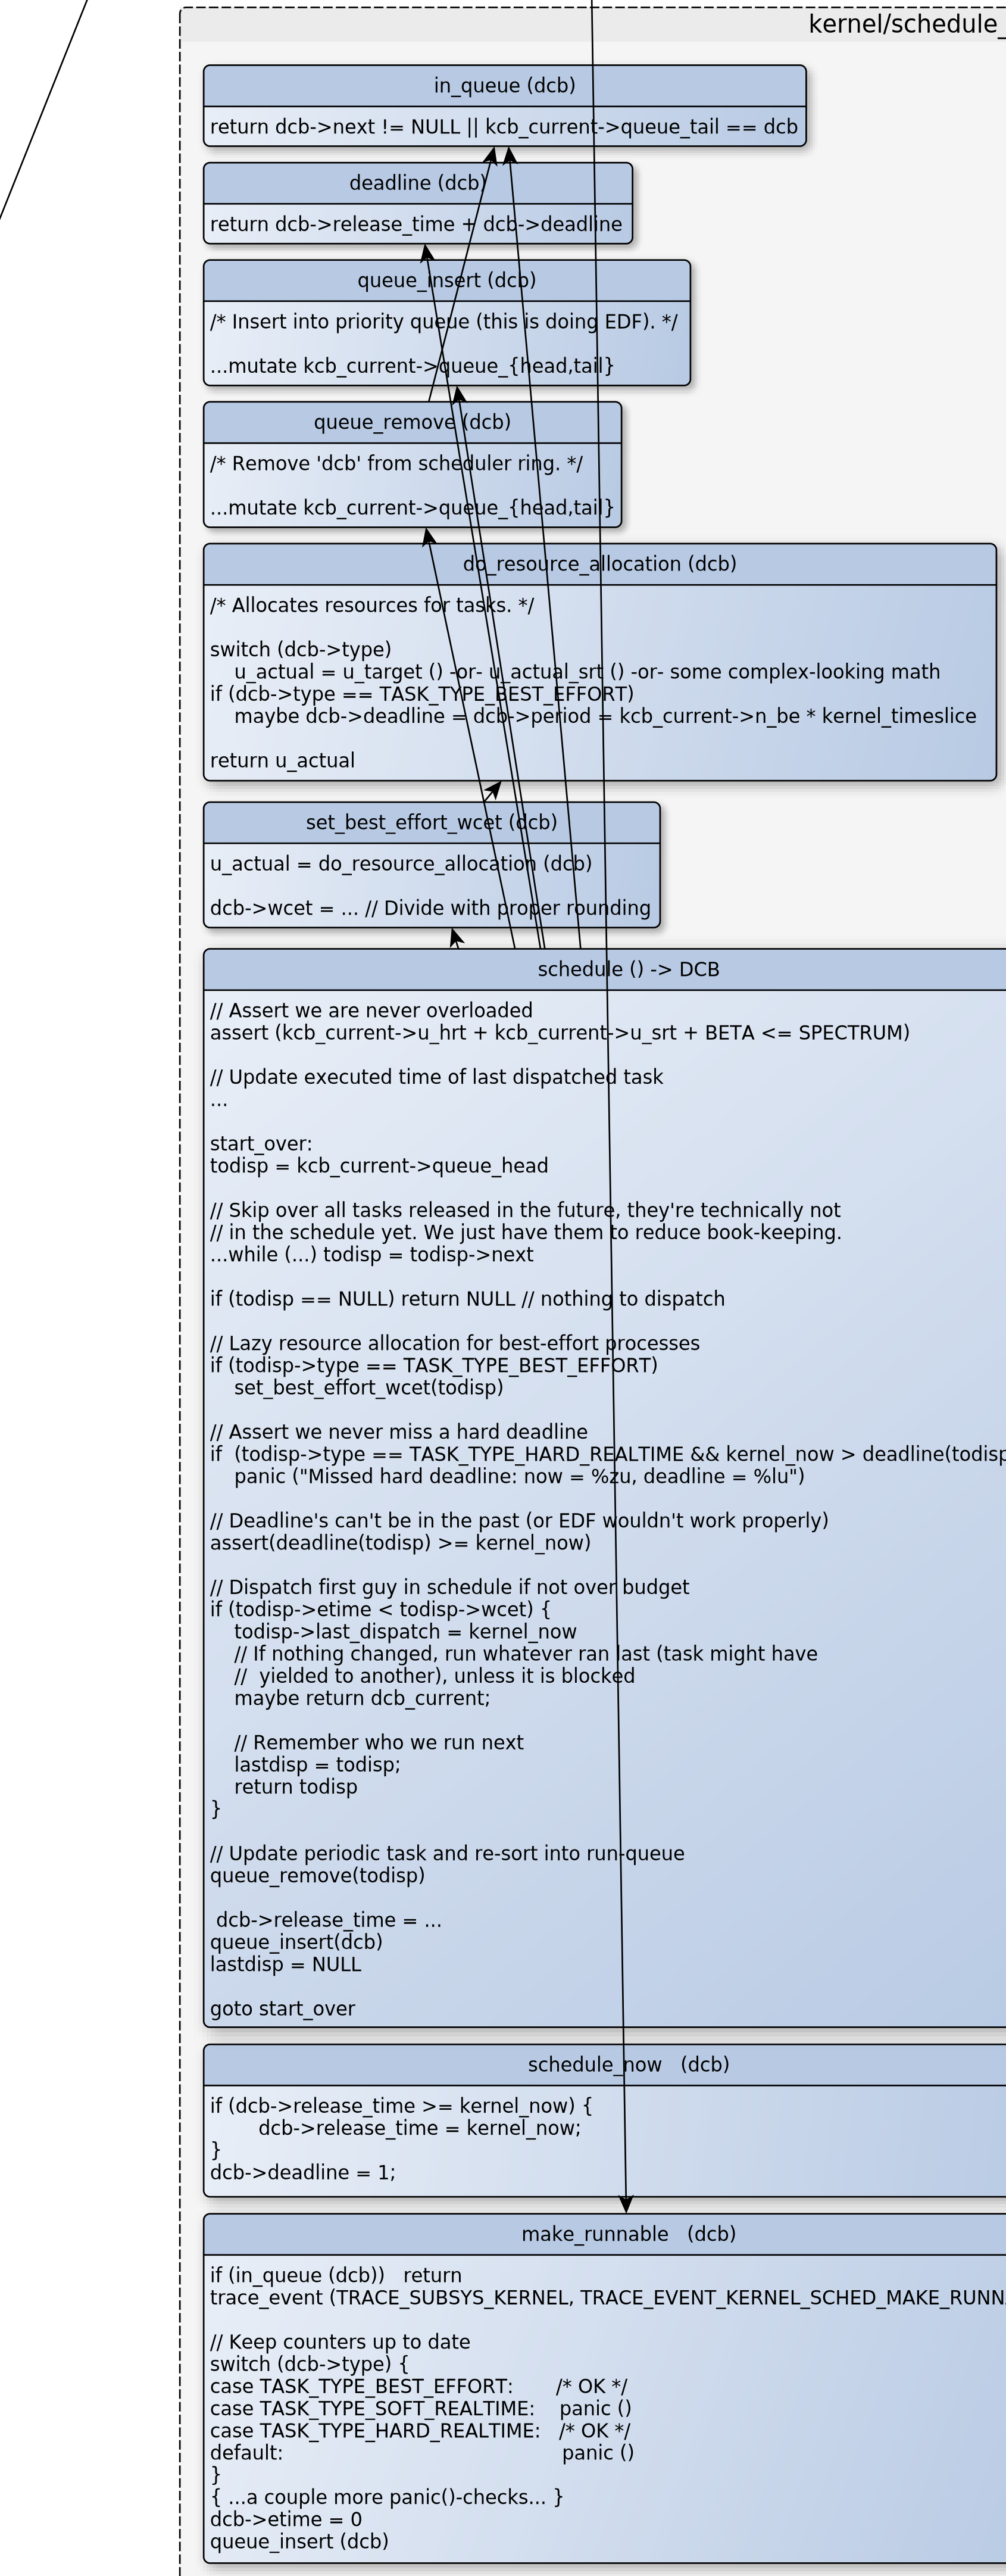 kernel/schedule_
in_queue (dcb)
return dcb->next != NULL || kcb_current->queue_tail == dcb
deadline (dcb)
return dcb->release_time + dcb->deadline
queue_insert (dcb)
/* Insert into priority queue (this is doing EDF). */
...mutate kcb_current->queue_{head,tail}
queue_remove (dcb)
/* Remove 'dcb' from scheduler ring. */
...mutate kcb_current->queue_{head,tail}
do_resource_allocation (dcb)
/* Allocates resources for tasks. */
switch (dcb->type)
u_actual = u_target () -or- u_actual_srt () -or- some complex-looking math
if (dcb->type == TASK_TYPE_BEST_EFFORT)
maybe dcb->deadline = dcb->period = kcb_current->n_be * kernel_timeslice
return u_actual
set_best_effort_wcet (dcb)
u_actual = do_resource_allocation (dcb)
dcb->wcet = ... // Divide with proper rounding
schedule () -> DCB
// Assert we are never overloaded
assert (kcb_current->u_hrt + kcb_current->u_srt + BETA <= SPECTRUM)
// Update executed time of last dispatched task
...
start_over:
todisp = kcb_current->queue_head
// Skip over all tasks released in the future, they're technically not
// in the schedule yet. We just have them to reduce book-keeping.
...while (...) todisp = todisp->next
if (todisp == NULL) return NULL // nothing to dispatch
// Lazy resource allocation for best-effort processes
if (todisp->type == TASK_TYPE_BEST_EFFORT)
set_best_effort_wcet(todisp)
// Assert we never miss a hard deadline
if  (todisp->type == TASK_TYPE_HARD_REALTIME && kernel_now > deadline(todisp
panic ("Missed hard deadline: now = %zu, deadline = %lu")
// Deadline's can't be in the past (or EDF wouldn't work properly)
assert(deadline(todisp) >= kernel_now)
// Dispatch first guy in schedule if not over budget
if (todisp->etime < todisp->wcet) {
todisp->last_dispatch = kernel_now
// If nothing changed, run whatever ran last (task might have
//  yielded to another), unless it is blocked
maybe return dcb_current;
// Remember who we run next
lastdisp = todisp;
return todisp
}
// Update periodic task and re-sort into run-queue
queue_remove(todisp)
dcb->release_time = ...
queue_insert(dcb)
lastdisp = NULL
goto start_over
schedule_now   (dcb)
if (dcb->release_time >= kernel_now) {
dcb->release_time = kernel_now;
}
dcb->deadline = 1;
make_runnable   (dcb)
if (in_queue (dcb))   return
trace_event (TRACE_SUBSYS_KERNEL, TRACE_EVENT_KERNEL_SCHED_MAKE_RUNN
// Keep counters up to date
switch (dcb->type) {
case TASK_TYPE_BEST_EFFORT:       /* OK */
case TASK_TYPE_SOFT_REALTIME:    panic ()
case TASK_TYPE_HARD_REALTIME:   /* OK */
default:                                             panic ()
}
{ ...a couple more panic()-checks... }
dcb->etime = 0
queue_insert (dcb)